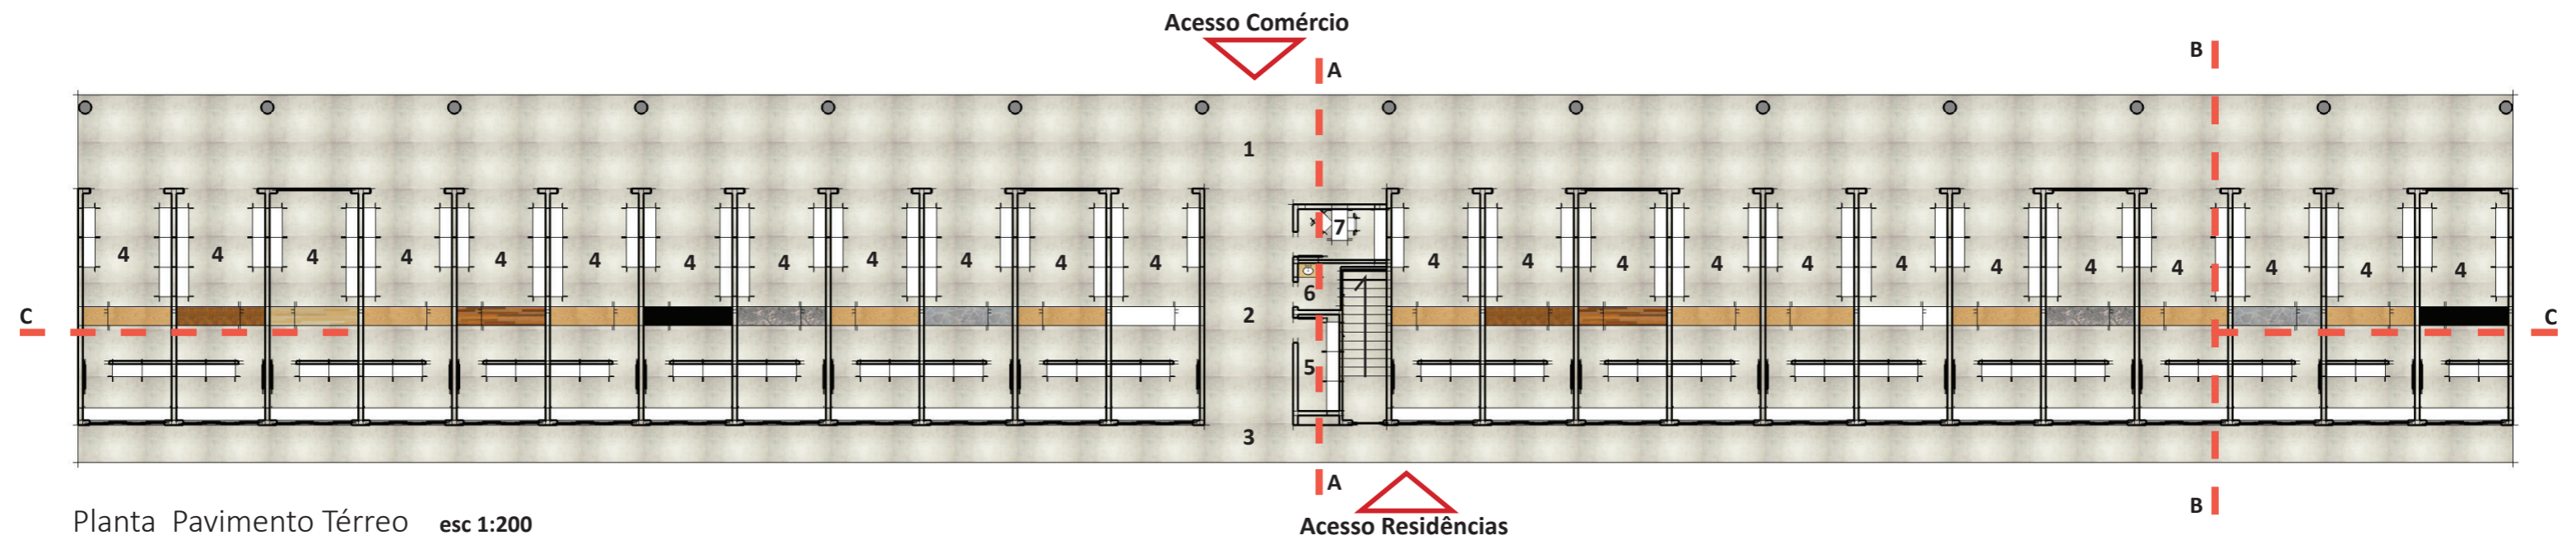 Acesso Comércio
A
B
1
7
4 4 4 4 4 4 4 4 4 4 4 4 4 4 4 4 4 4 4 4 4 4 4 4
6
C 2 C
5
3
A
B
Acesso Residências
Planta Pavimento Térreo esc 1:200